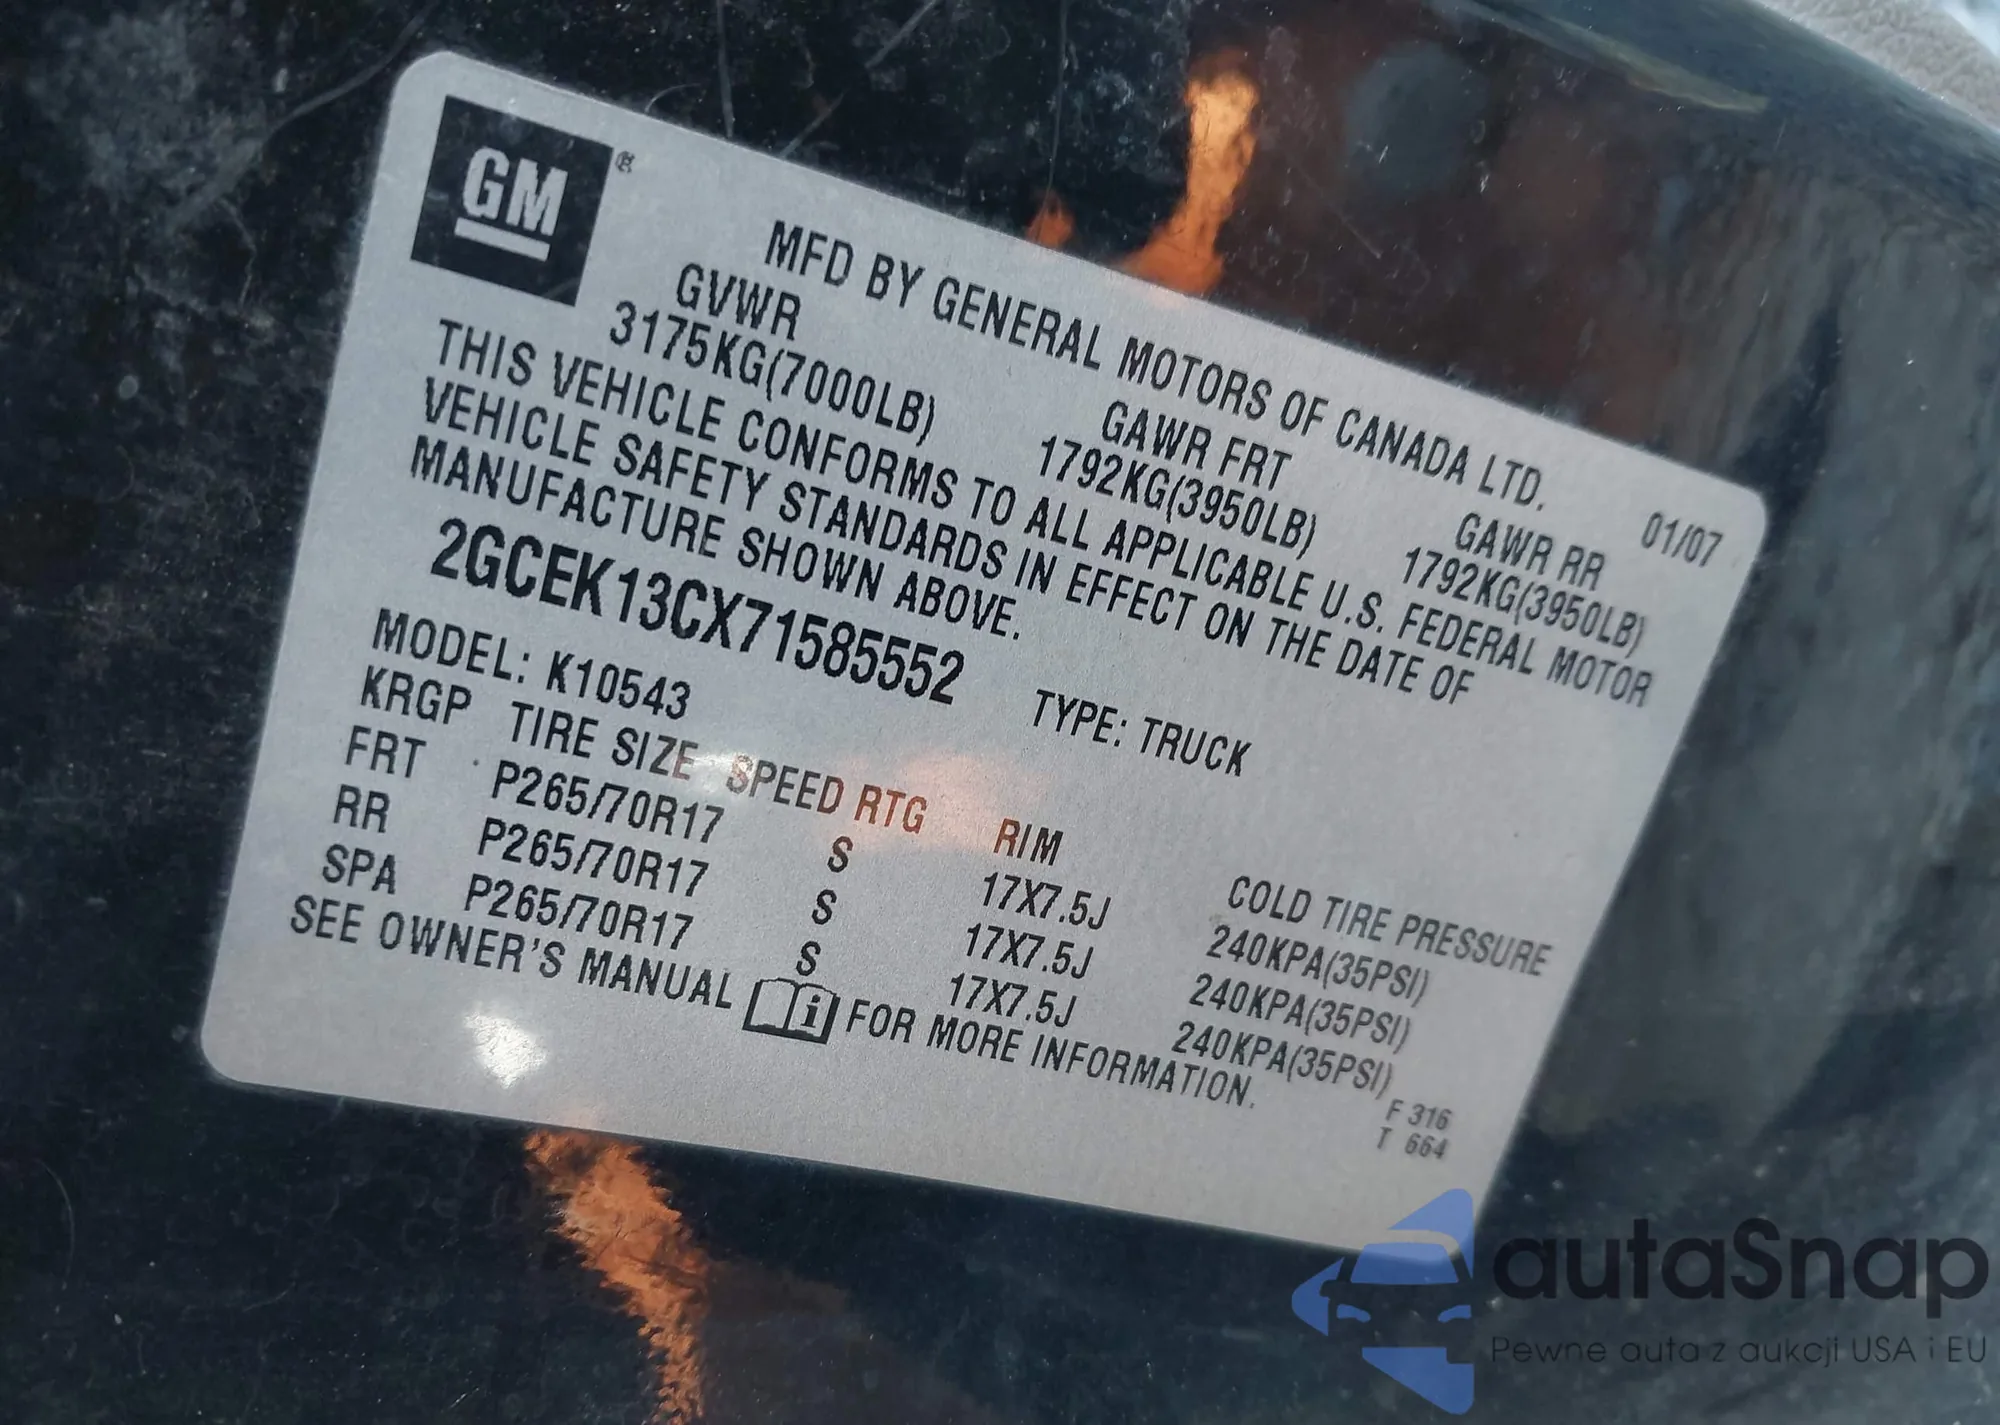 GM
MFD BY GENERAL MOTORS OF CANADA LTD.
01/07
GVWR GAWR FRT GAWR RR
3175KG(7000LB) 1792KG(3950LB) 1792KG(3950LB)
THIS VEHICLE CONFORMS TO ALL APPLICABLE U.S. FEDERAL MOTOR
VEHICLE SAFETY STANDARDS IN EFFECT ON THE DATE OF
MANUFACTURE SHOWN ABOVE.
2GCEK13CX71585552 TYPE: TRUCK
MODEL: K10543
KRGP TIRE SIZE SPEED RTG RIM COLD TIRE PRESSURE
FRT P265/70R17 S 17X7.5J 240KPA(35PSI)
RR P265/70R17 S 17X7.5J 240KPA(35PSI)
SPA P265/70R17 S 17X7.5J 240KPA(35PSI)
SEE OWNER'S MANUAL i FOR MORE INFORMATION.
F 316
T 664
autaSnap
Pewne auta z aukcji USA i EU